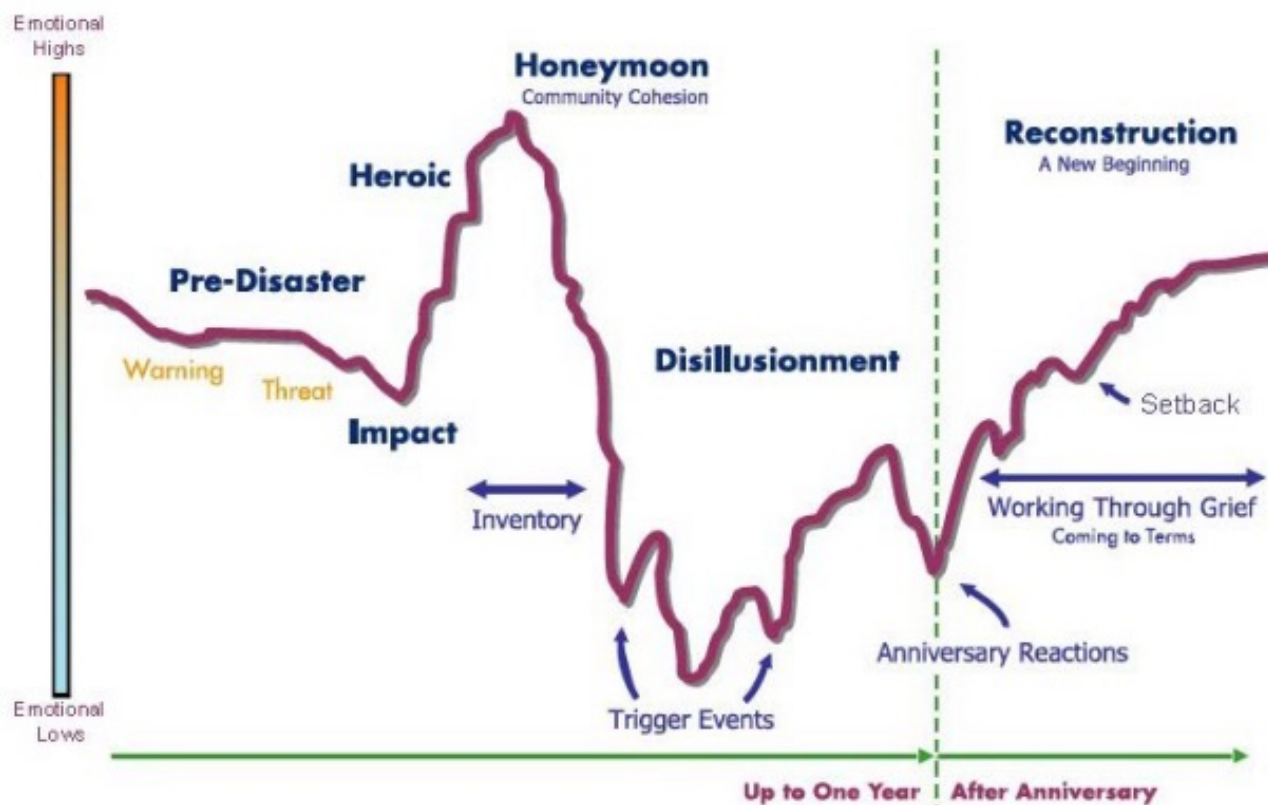 Emotional
Highs
Honeymoon
Community Cohesion
Reconstruction
A New Beginning
Heroic
Pre-Disaster
Disillusionment
Warning
Threat
Setback
Impact
Inventory
Working Through Grief
Coming to Terms
Anniversary Reactions
Trigger Events
Emotional
Lows
Up to One Year
After Anniversary